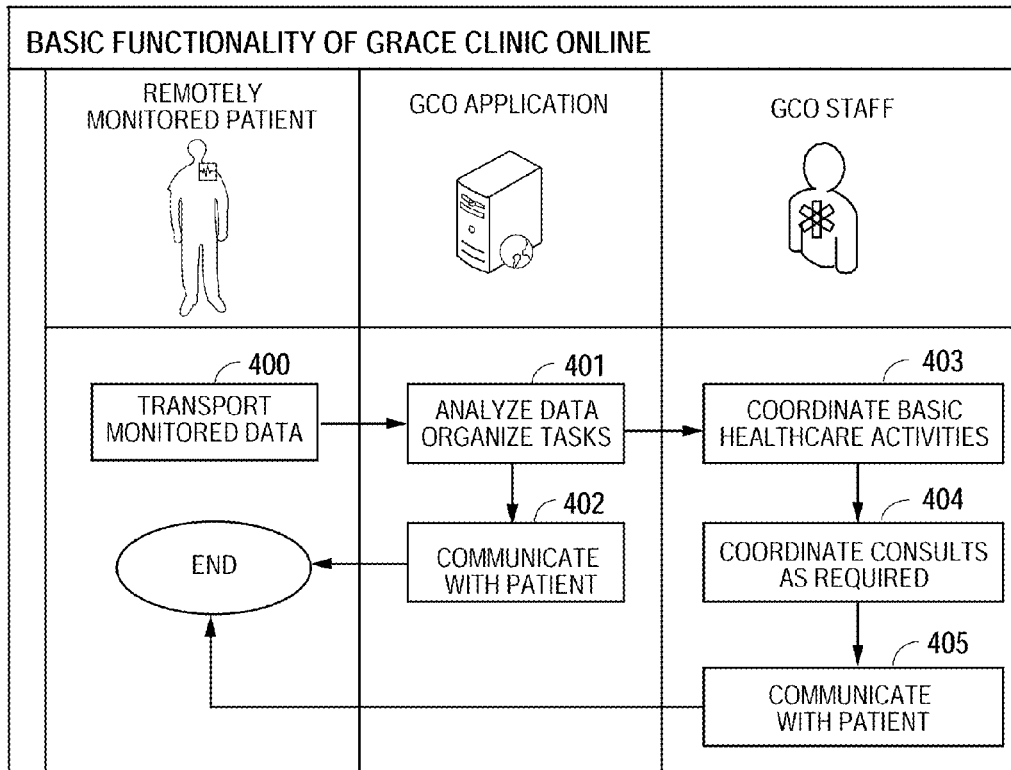 BASIC FUNCTIONALITY OF GRACE CLINIC ONLINE
REMOTELY
MONITORED PATIENT
GCO APPLICATION
GCO STAFF
400
TRANSPORT
MONITORED DATA
401
ANALYZE DATA
ORGANIZE TASKS
403
COORDINATE BASIC
HEALTHCARE ACTIVITIES
END
402
COMMUNICATE
WITH PATIENT
404
COORDINATE CONSULTS
AS REQUIRED
405
COMMUNICATE
WITH PATIENT